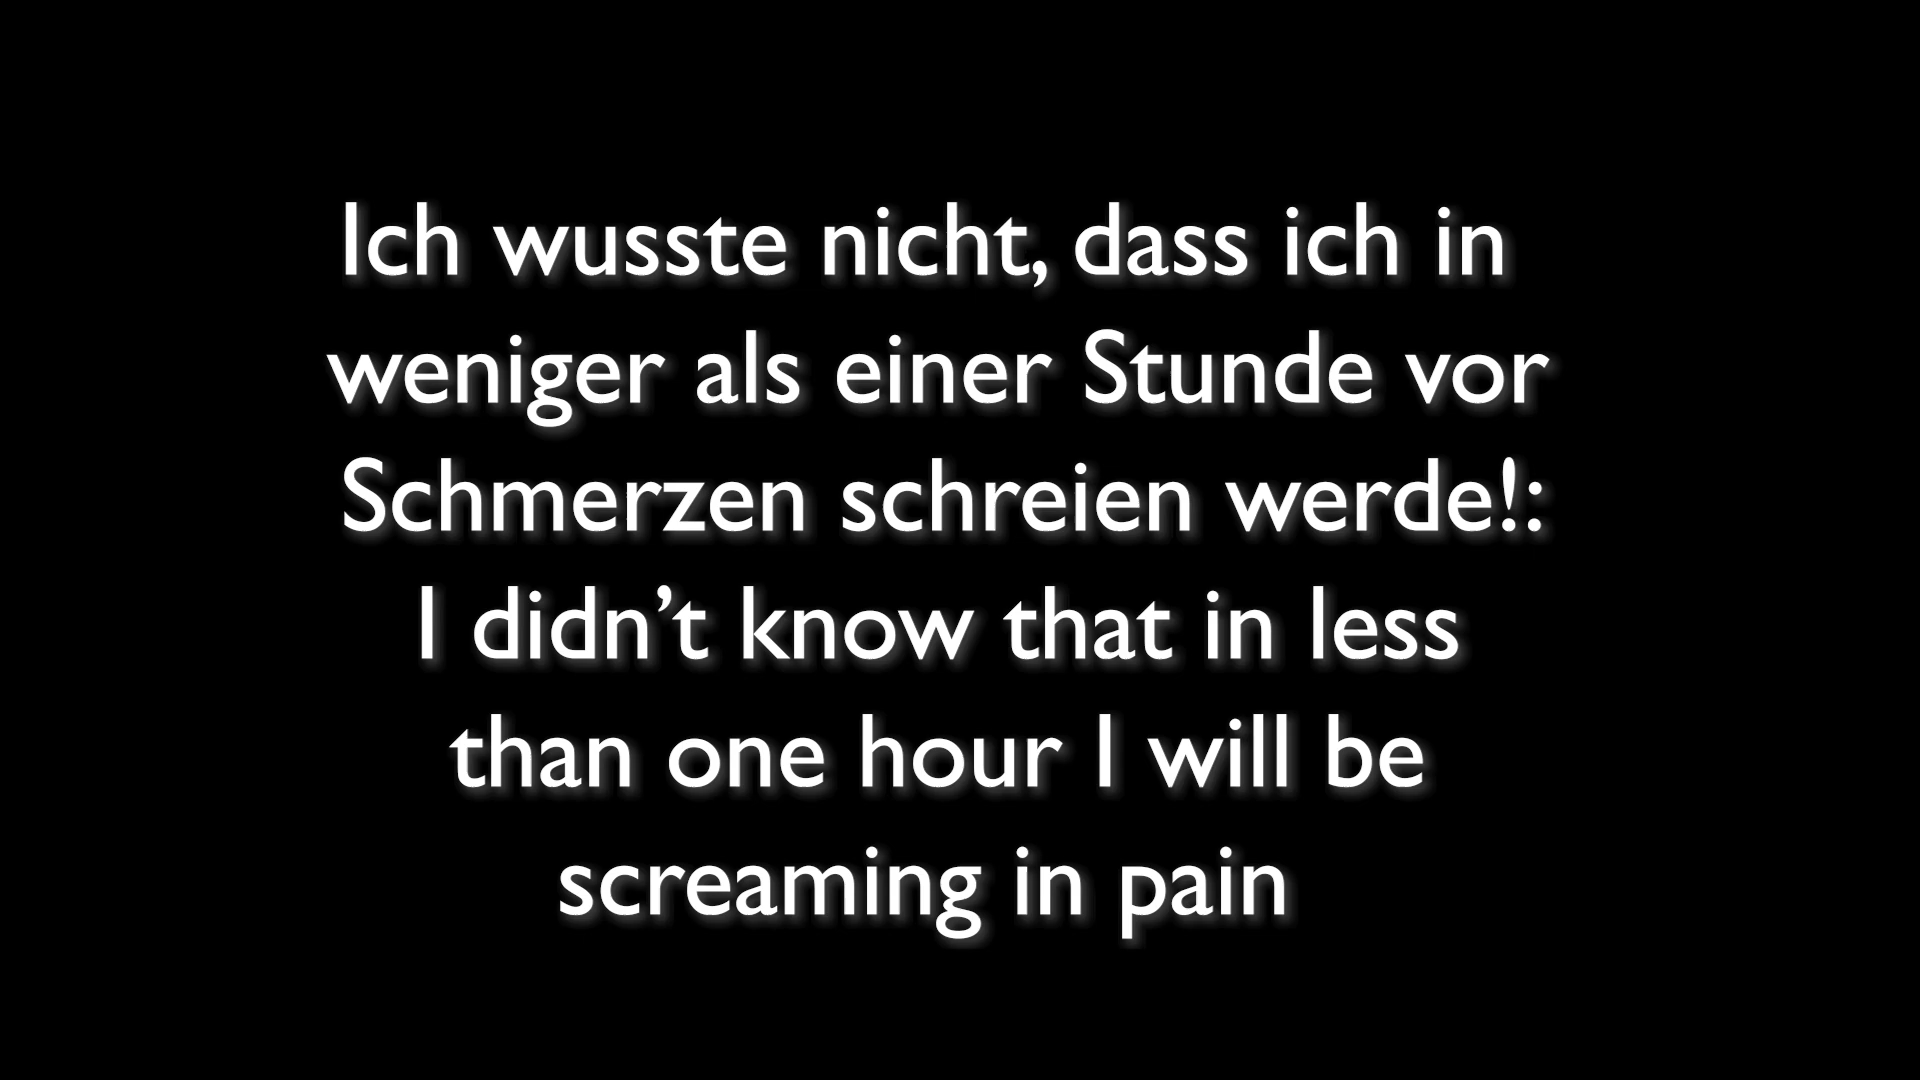 Ich wusste nicht, dass ich in
weniger als einer Stunde vor
Schmerzen schreien werde!:
I didn’t know that in less
than one hour I will be
screaming in pain